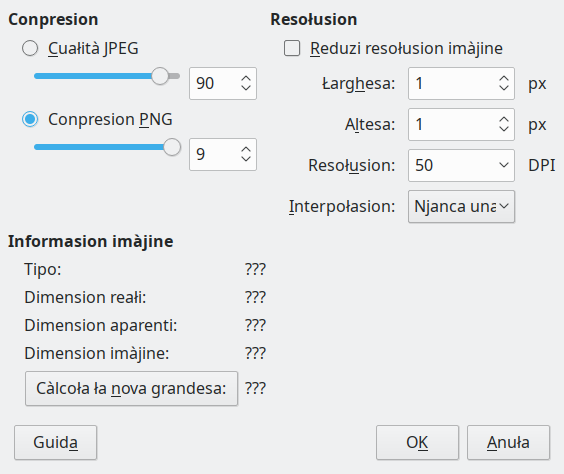 Conpresion
Cuałità JPEG
90
Conpresion PNG
9
Resołusion
Reduzi resołusion imàjine
Łarghesa: 1 px
Altesa: 1 px
Resołusion: 50 DPI
Interpołasion: Njanca una
Informasion imàjine
Tipo: ???
Dimension reałi: ???
Dimension aparenti: ???
Dimension imàjine: ???
Càlcoła ła nova grandesa: ???
Guida OK Anuła